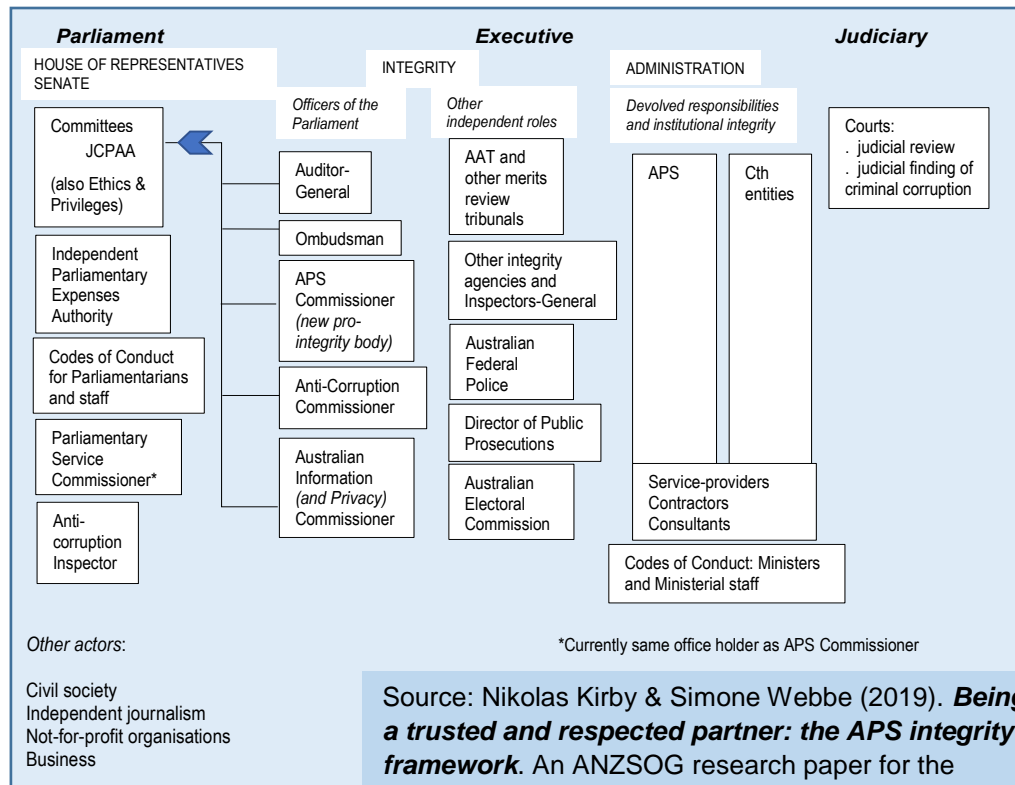 Parliament
Executive
Judiciary
HOUSE OF REPRESENTATIVES
SENATE
INTEGRITY
ADMINISTRATION
Officers of the
Parliament
Other
independent roles
Devolved responsibilities
and institutional integrity
Committees
JCPAA
(also Ethics &
Privileges)
Independent
Parliamentary
Expenses
Authority
Codes of Conduct
for Parliamentarians
and staff
Parliamentary
Service
Commissioner*
Anti-
corruption
Inspector
Auditor-
General
Ombudsman
APS
Commissioner
(new pro-
integrity body)
Anti-Corruption
Commissioner
Australian
Information
(and Privacy)
Commissioner
AAT and
other merits
review
tribunals
Other integrity
agencies and
Inspectors-General
Australian
Federal
Police
Director of Public
Prosecutions
Australian
Electoral
Commission
APS
Cth
entities
Service-providers
Contractors
Consultants
Codes of Conduct: Ministers
and Ministerial staff
Courts:
. judicial review
. judicial finding of
criminal corruption
Other actors:
Civil society
Independent journalism
Not-for-profit organisations
Business
*Currently same office holder as APS Commissioner
Source: Nikolas Kirby & Simone Webbe (2019). Being
a trusted and respected partner: the APS integrity
framework. An ANZSOG research paper for the